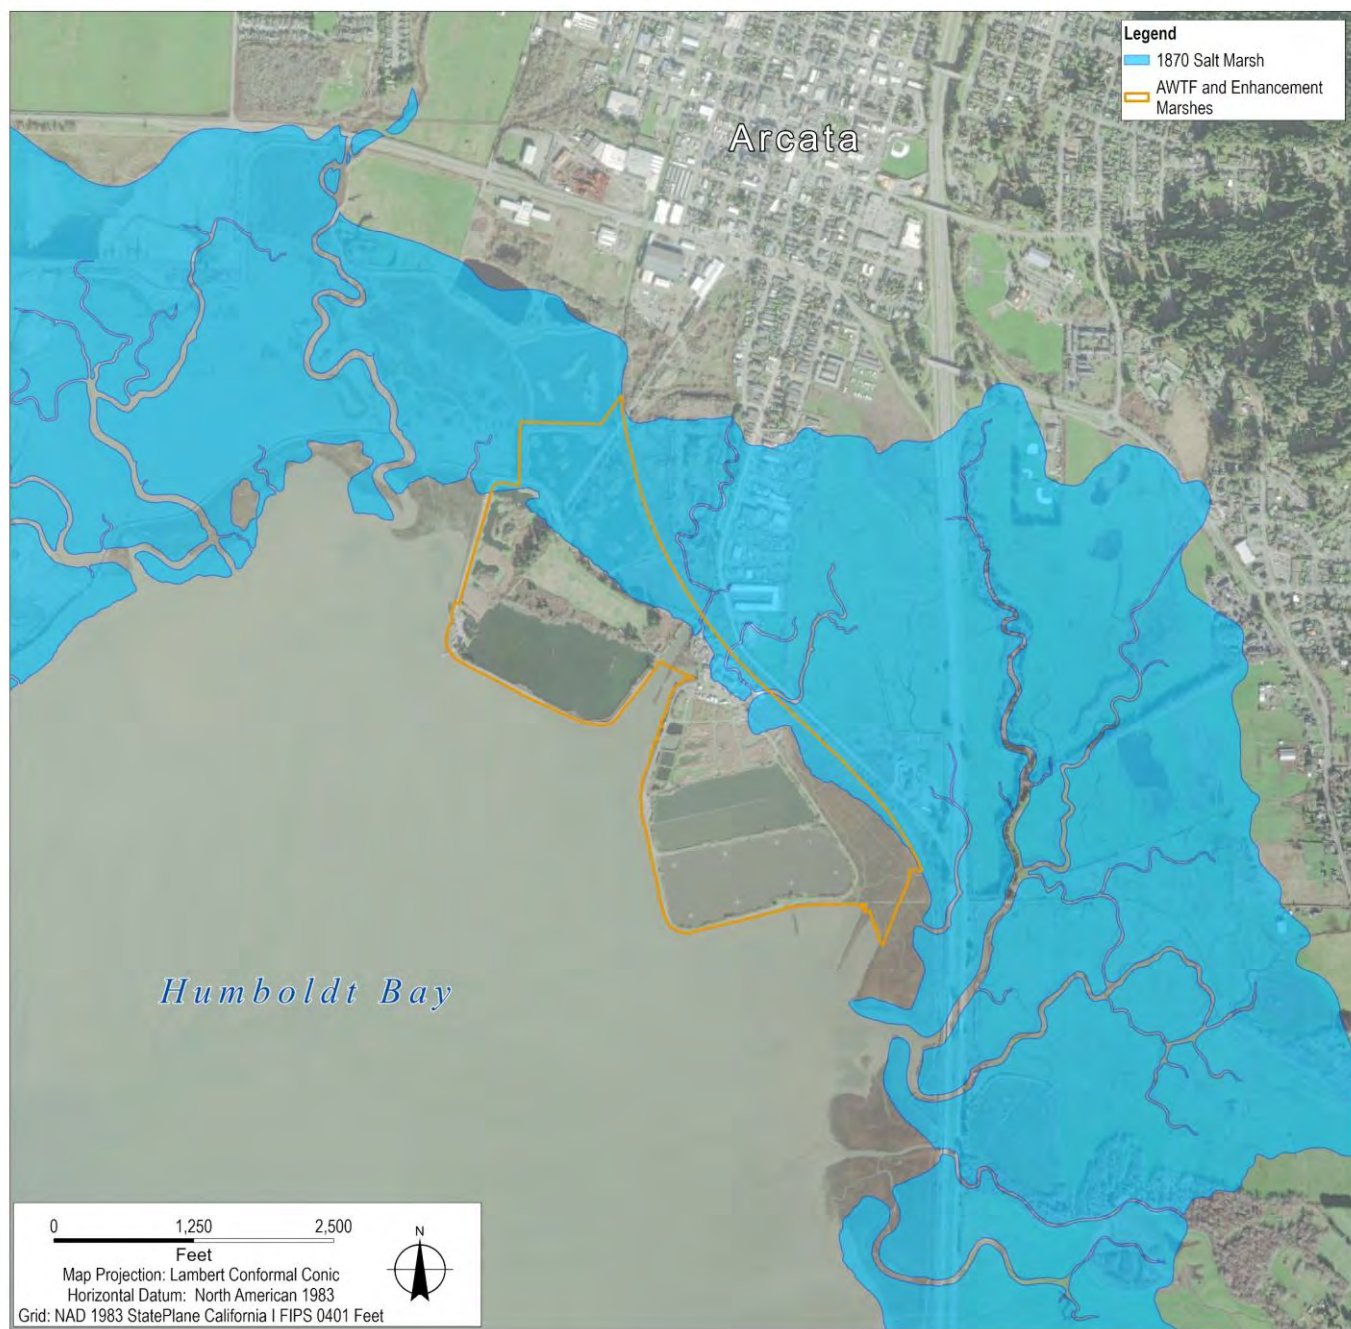 Legend
1870 Salt Marsh
AWTF and Enhancement
Marshes
Arcata
Humboldt Bay
0 1,250 2,500
Feet
N
Map Projection: Lambert Conformal Conic
Horizontal Datum: North American 1983
Grid: NAD 1983 StatePlane California I FIPS 0401 Feet